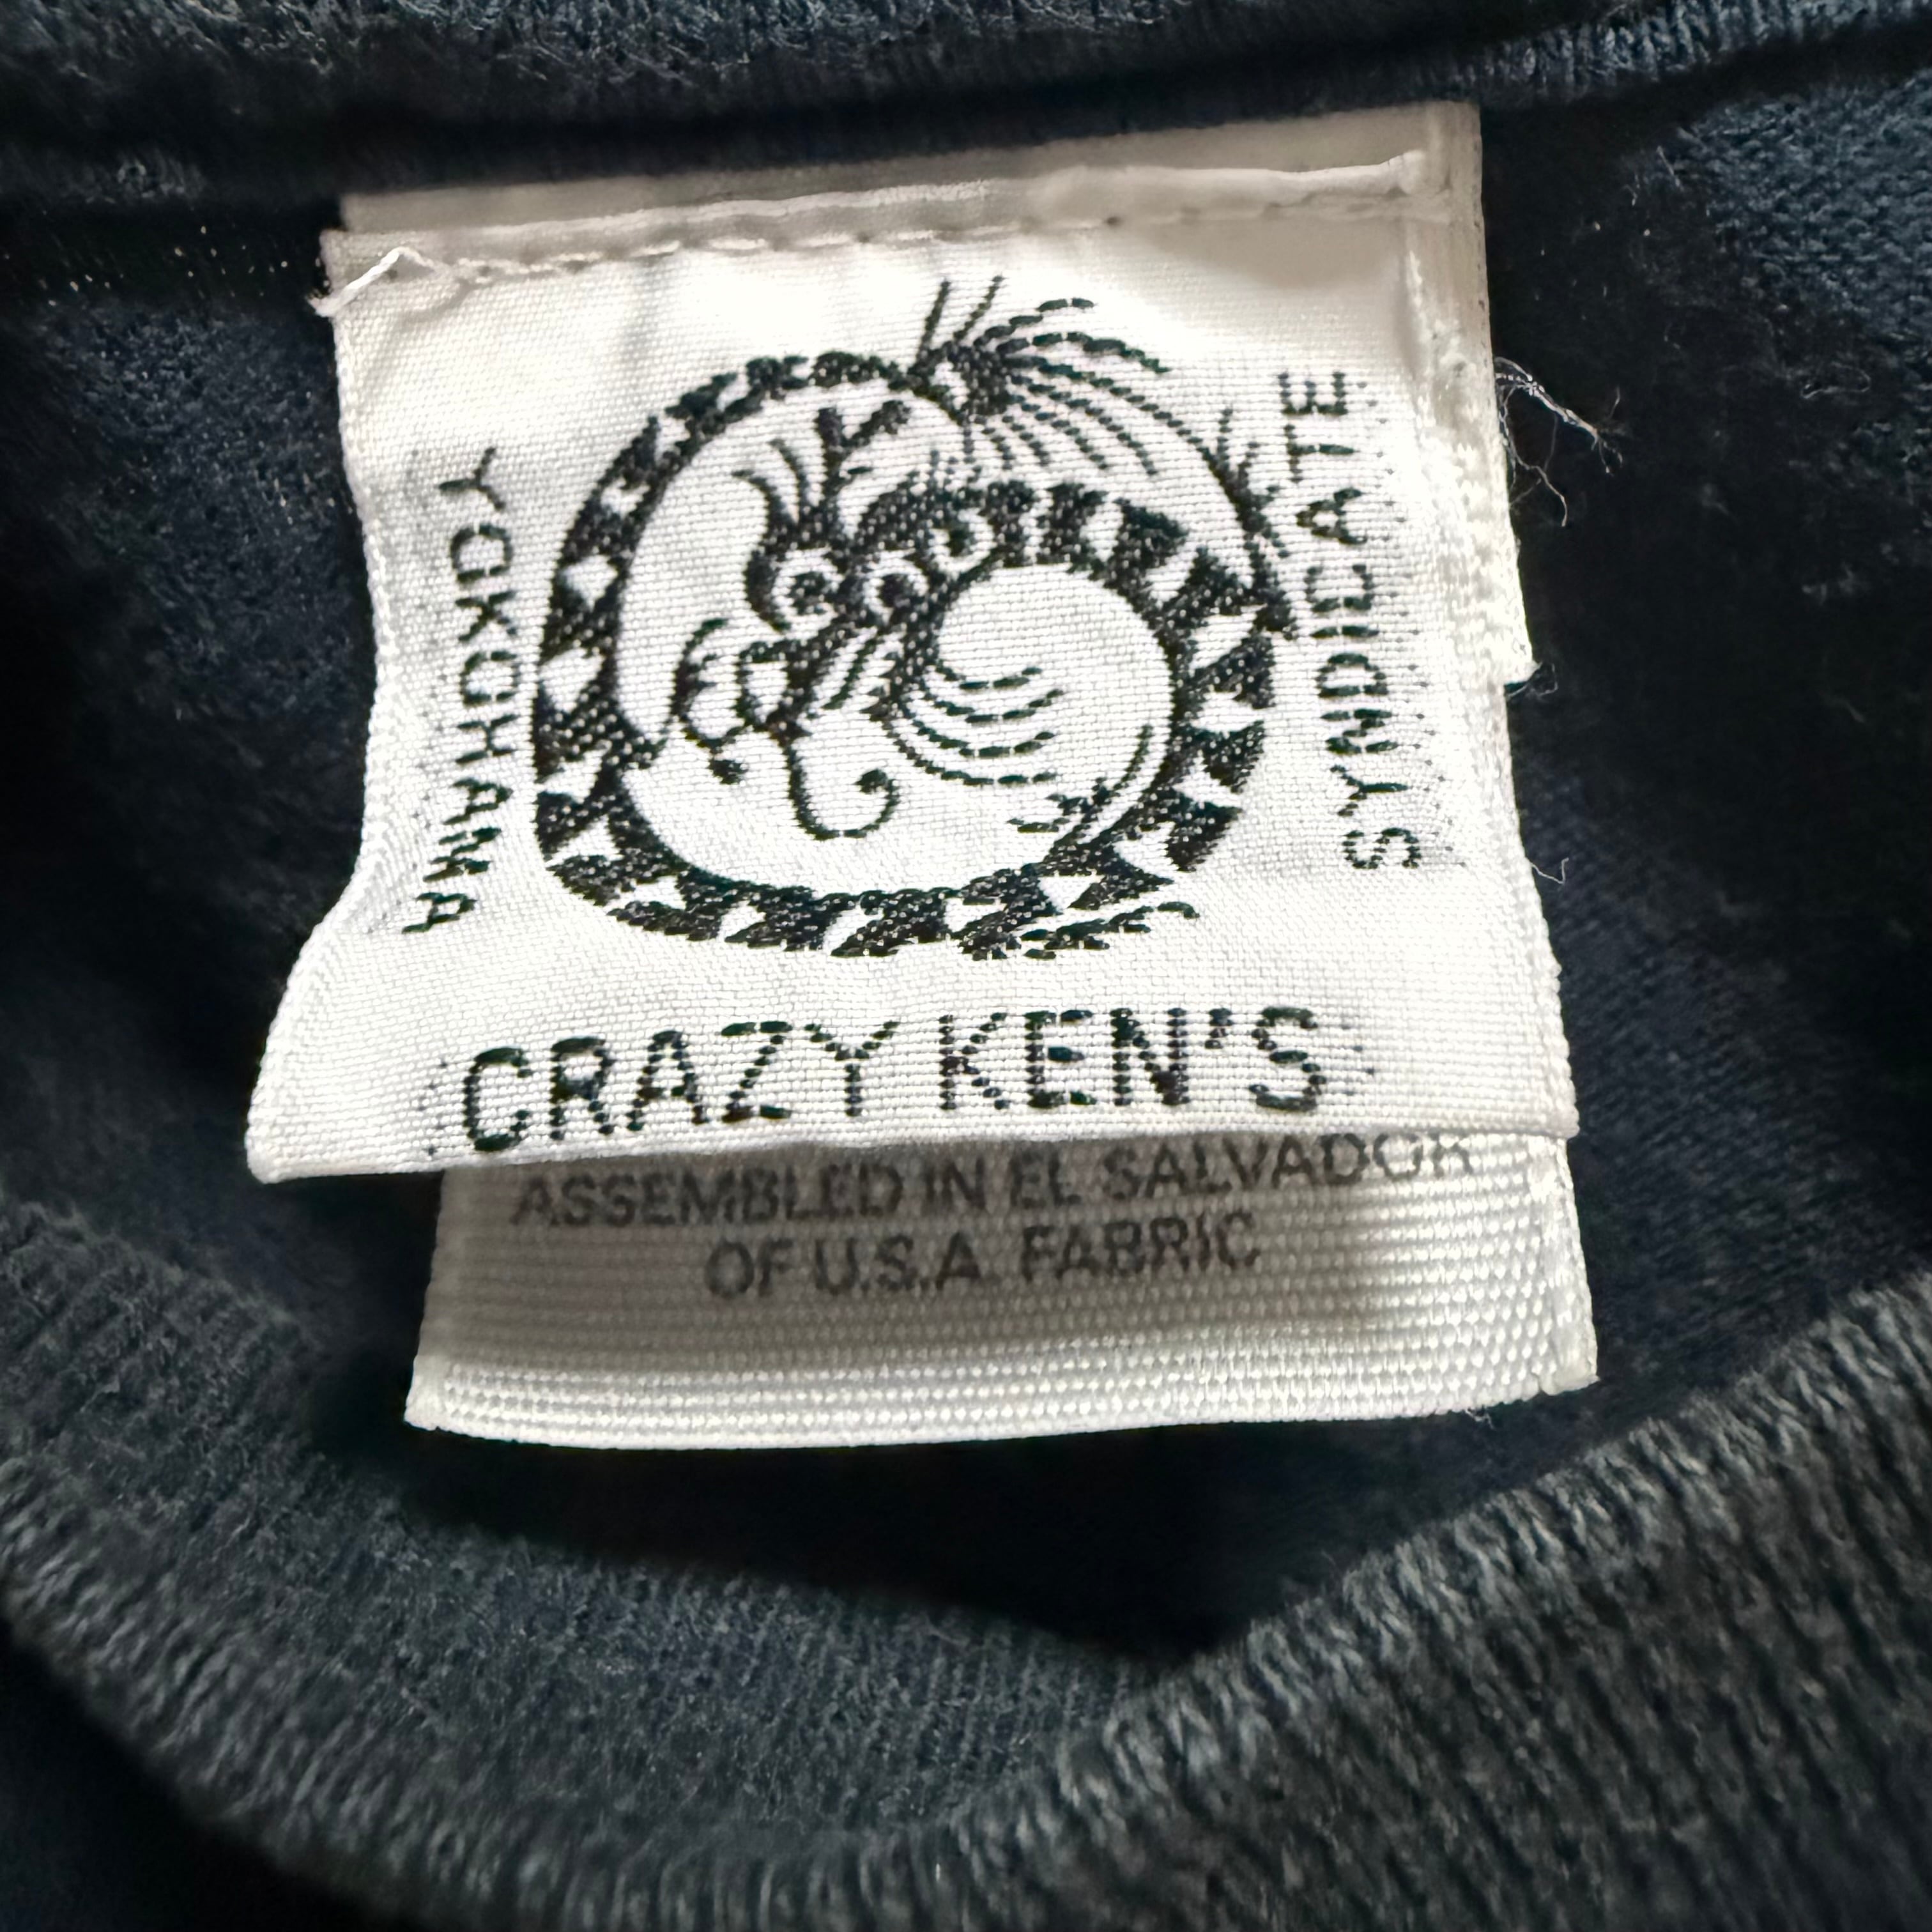 YOKOHAMA
SYNDICATE
CRAZY KEN'S
ASSEMBLED IN EL SALVADOR
OF U.S.A. FABRIC